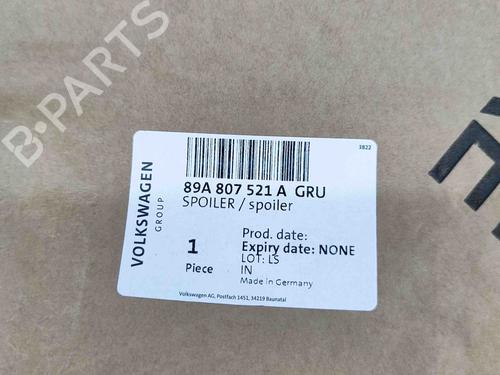 B-PARTS
VOLKSWAGEN
GROUP
3822
89A 807 521 A GRU
SPOILER / spoiler
1
Piece
Prod. date:
Expiry date: NONE
LOT: LS
IN
Made in Germany
Volkswagen AG, Postfach 1451, 34219 Baunatal